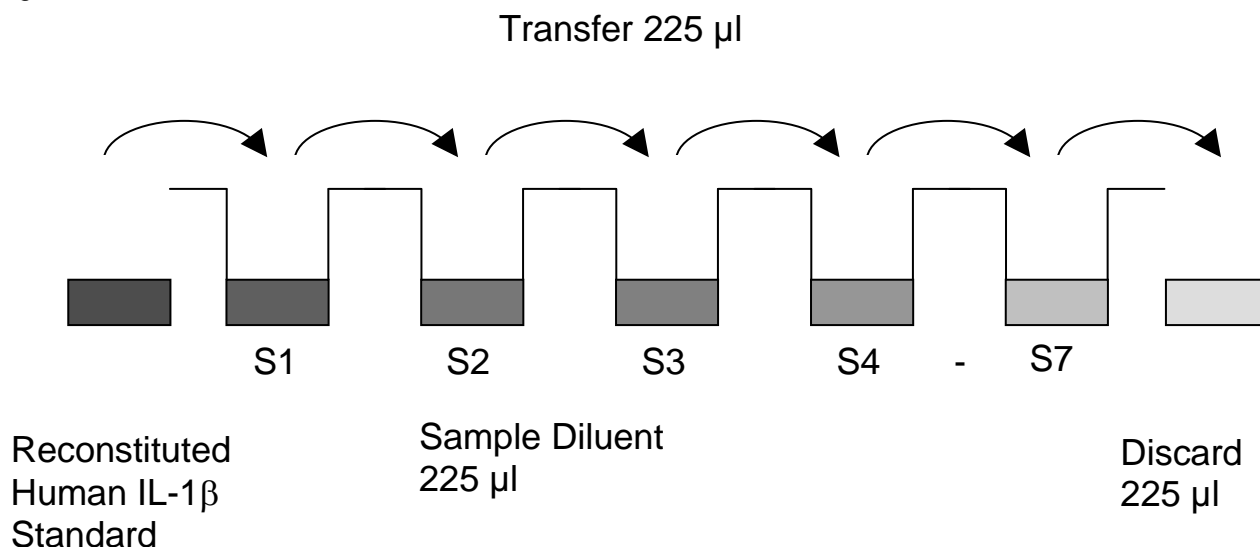 Transfer 225 µl
S1 S2 S3 S4 - S7
Reconstituted
Human IL-1β
Standard
Sample Diluent
225 µl
Discard
225 µl